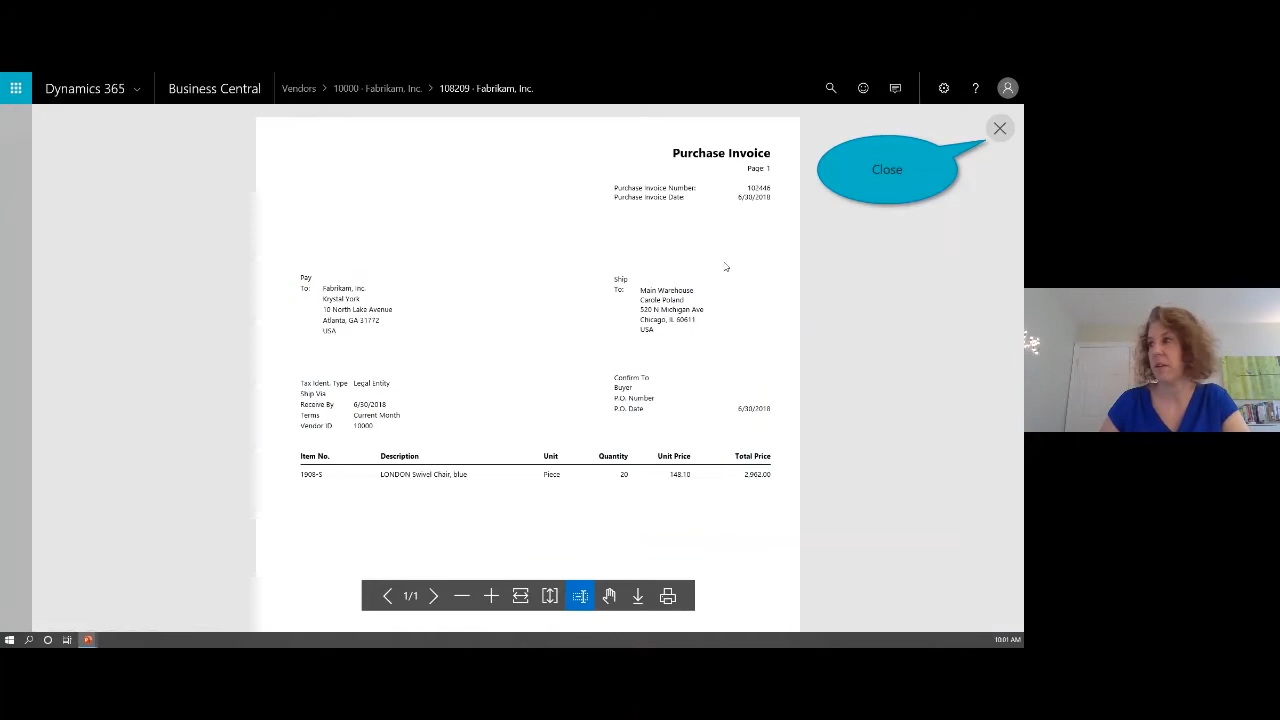 Dynamics 365 Business Central Vendors > 10000 · Fabrikam, Inc. > 108209 · Fabrikam, Inc. ?
Close
Purchase Invoice
Page: 1
Purchase Invoice Number: 102446
Purchase Invoice Date: 6/30/2018
Pay
To: Fabrikam, Inc.
Krystal York
10 North Lake Avenue
Atlanta, GA 31772
USA
Ship
To: Main Warehouse
Carole Poland
520 N Michigan Ave
Chicago, IL 60611
USA
Tax Ident. Type Legal Entity
Ship Via
Receive By 6/30/2018
Terms Current Month
Vendor ID 10000
Confirm To
Buyer
P.O. Number
P.O. Date 6/30/2018
Item No. Description Unit Quantity Unit Price Total Price
1908-S LONDON Swivel Chair, blue Piece 20 148.10 2,962.00
1/1
10:01 AM